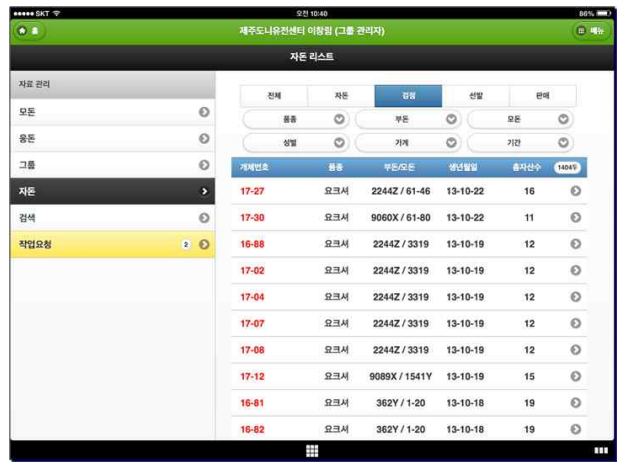 ●●●●● SKT 오전 10:40 86%
홈 제주도니유전센터 이창림 (그룹 관리자) 메뉴
자돈 리스트
자료 관리
모돈
웅돈
그룹
자돈
검색
작업요청 2
전체 자돈 검정 선발 판매
품종 부돈 모돈
성별 가계 기간
개체번호 품종 부돈/모돈 생년월일 총자산수 1404두
17-27 요크셔 2244Z / 61-46 13-10-22 16
17-30 요크셔 9060X / 61-80 13-10-22 11
16-88 요크셔 2244Z / 3319 13-10-19 12
17-02 요크셔 2244Z / 3319 13-10-19 12
17-04 요크셔 2244Z / 3319 13-10-19 12
17-07 요크셔 2244Z / 3319 13-10-19 12
17-08 요크셔 2244Z / 3319 13-10-19 12
17-12 요크셔 9089X / 1541Y 13-10-19 15
16-81 요크셔 362Y / 1-20 13-10-18 19
16-82 요크셔 362Y / 1-20 13-10-18 19